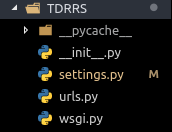 TDRRS
__pycache__
__init__.py
settings.py M
urls.py
wsgi.py